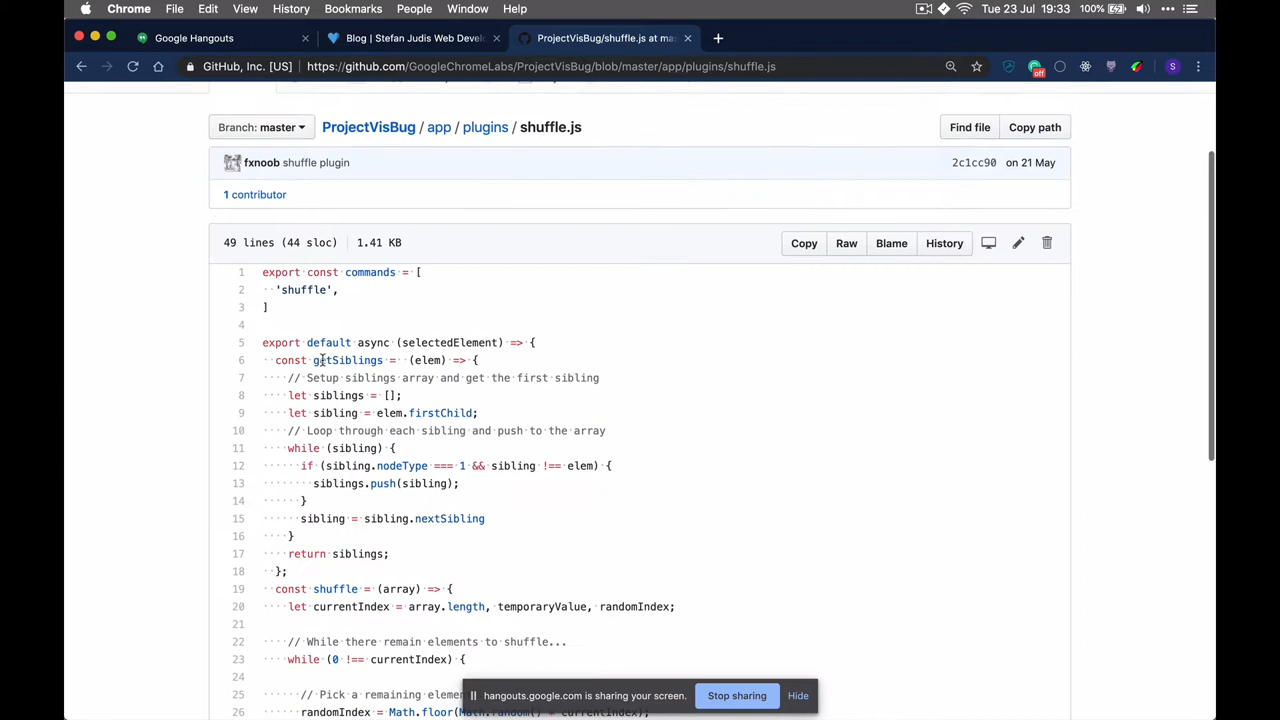 Chrome File Edit View History Bookmarks People Window Help 100% Tue 23 Jul 19:33
Google Hangouts × Blog | Stefan Judis Web Devel × ProjectVisBug/shuffle.js at ma × +
GitHub, Inc. [US] https://github.com/GoogleChromeLabs/ProjectVisBug/blob/master/app/plugins/shuffle.js off S
Branch: master ProjectVisBug / app / plugins / shuffle.js Find file Copy path
fxnoob shuffle plugin 2c1cc90 on 21 May
1 contributor
49 lines (44 sloc) 1.41 KB Copy Raw Blame History
1 export const commands = [
2 'shuffle',
3 ]
4
5 export default async (selectedElement) => {
6 const getSiblings = (elem) => {
7 // Setup siblings array and get the first sibling
8 let siblings = [];
9 let sibling = elem.firstChild;
10 // Loop through each sibling and push to the array
11 while (sibling) {
12 if (sibling.nodeType === 1 && sibling !== elem) {
13 siblings.push(sibling);
14 }
15 sibling = sibling.nextSibling
16 }
17 return siblings;
18 };
19 const shuffle = (array) => {
20 let currentIndex = array.length, temporaryValue, randomIndex;
21
22 // While there remain elements to shuffle...
23 while (0 !== currentIndex) {
24
25 // Pick a remaining eleme
26 randomIndex = Math.floor(Math.random() * currentIndex);
hangouts.google.com is sharing your screen. Stop sharing Hide